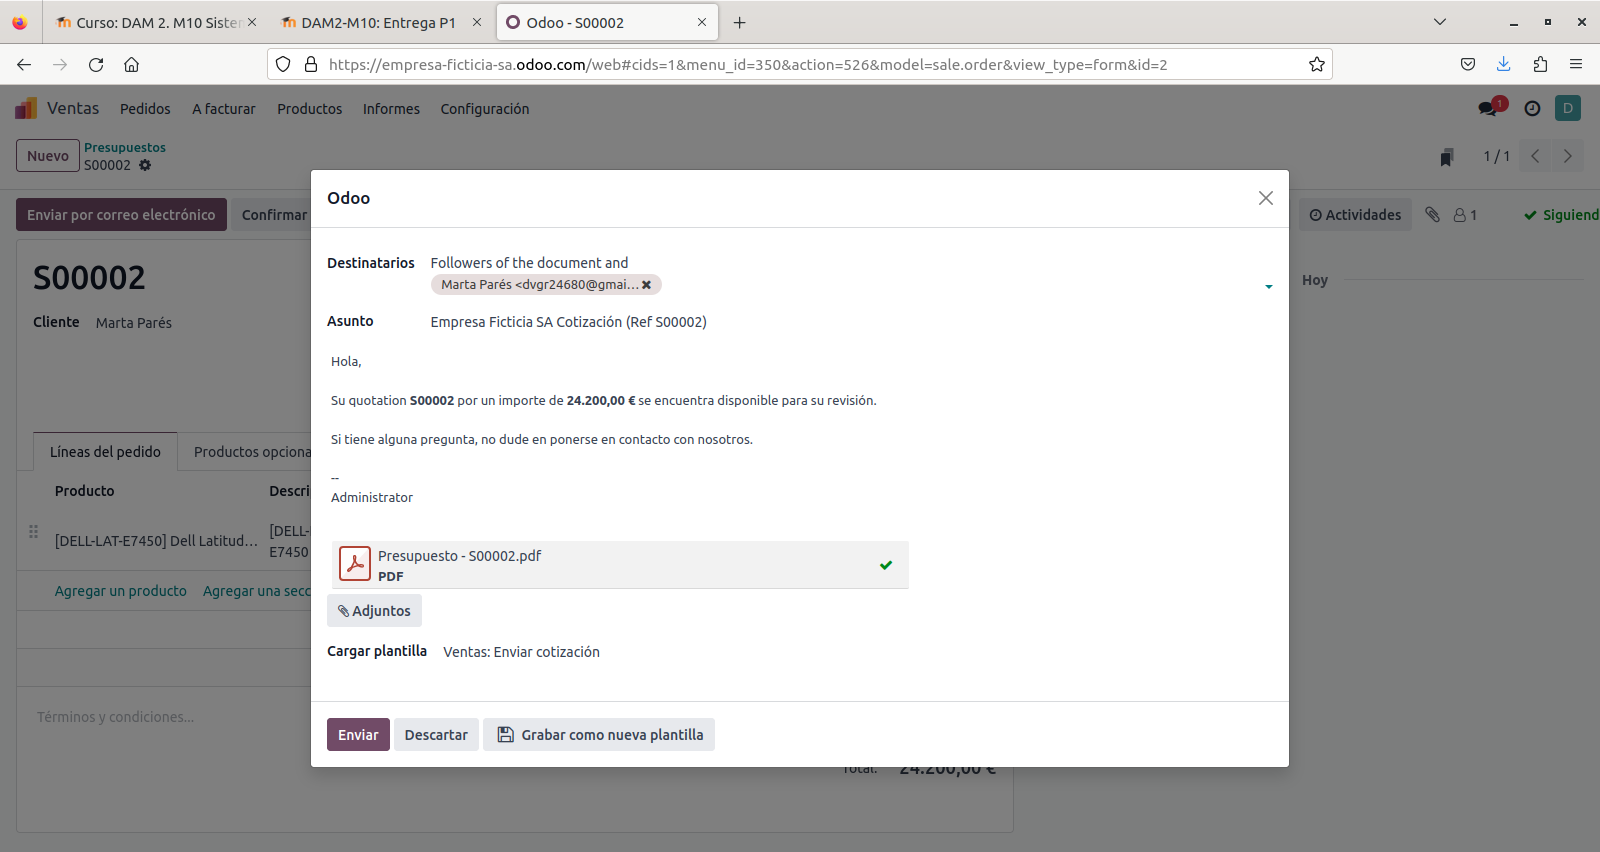 Curso: DAM 2. M10 Sister
DAM2-M10: Entrega P1
Odoo - S00002
https://empresa-ficticia-sa.odoo.com/web#cids=1&menu_id=350&action=526&model=sale.order&view_type=form&id=2
Ventas Pedidos A facturar Productos Informes Configuración 1 D
Nuevo Presupuestos
S00002 1 / 1
Enviar por correo electrónico Confirmar Actividades 1 Siguiend
S00002
Cliente Marta Parés
Hoy
Líneas del pedido Productos opciona
Producto Descri
[DELL-LAT-E7450] Dell Latitud... [DELL-
E7450
Agregar un producto Agregar una secc
Términos y condiciones...
Total: 24.200,00 €
Odoo
Destinatarios Followers of the document and
Marta Parés <dvgr24680@gmai...
Asunto Empresa Ficticia SA Cotización (Ref S00002)
Hola,
Su quotation S00002 por un importe de 24.200,00 € se encuentra disponible para su revisión.
Si tiene alguna pregunta, no dude en ponerse en contacto con nosotros.
--
Administrator
Presupuesto - S00002.pdf
PDF
Adjuntos
Cargar plantilla Ventas: Enviar cotización
Enviar Descartar Grabar como nueva plantilla